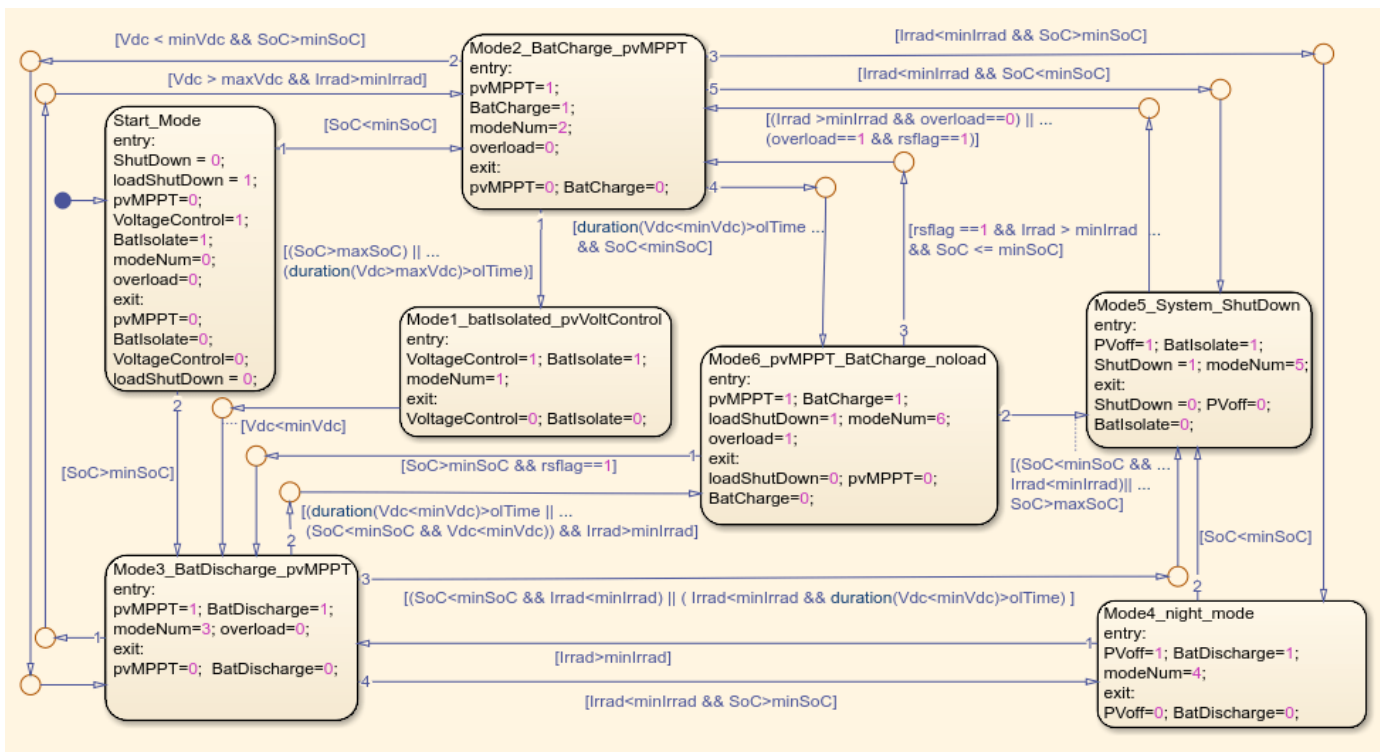 [Vdc < minVdc && SoC>minSoC]
2
[Vdc > maxVdc && Irrad>minIrrad]
Mode2_BatCharge_pvMPPT
entry:
pvMPPT=1;
BatCharge=1;
modeNum=2;
overload=0;
exit:
pvMPPT=0; BatCharge=0;
3
[Irrad<minIrrad && SoC>minSoC]
5
[Irrad<minIrrad && SoC<minSoC]
[(Irrad >minIrrad && overload==0) || ...
(overload==1 && rsflag==1)]
4
1
Start_Mode
entry:
ShutDown = 0;
loadShutDown = 1;
pvMPPT=0;
VoltageControl=1;
BatIsolate=1;
modeNum=0;
overload=0;
exit:
pvMPPT=0;
BatIsolate=0;
VoltageControl=0;
loadShutDown = 0;
1
[SoC<minSoC]
2
[SoC>minSoC]
[(SoC>maxSoC) || ...
(duration(Vdc>maxVdc)>olTime)]
[duration(Vdc<minVdc)>olTime ...
&& SoC<minSoC]
[rsflag ==1 && Irrad > minIrrad ...
&& SoC <= minSoC]
Mode1_batIsolated_pvVoltControl
entry:
VoltageControl=1; BatIsolate=1;
modeNum=1;
exit:
VoltageControl=0; BatIsolate=0;
[Vdc<minVdc]
3
Mode6_pvMPPT_BatCharge_noload
entry:
pvMPPT=1; BatCharge=1;
loadShutDown=1; modeNum=6;
overload=1;
exit:
loadShutDown=0; pvMPPT=0;
BatCharge=0;
2
1
Mode5_System_ShutDown
entry:
PVoff=1; BatIsolate=1;
ShutDown =1; modeNum=5;
exit:
ShutDown =0; PVoff=0;
BatIsolate=0;
[SoC>minSoC && rsflag==1]
[(SoC<minSoC && ...
Irrad<minIrrad)|| ...
SoC>maxSoC]
[(duration(Vdc<minVdc)>olTime || ...
(SoC<minSoC && Vdc<minVdc)) && Irrad>minIrrad]
2
[SoC<minSoC]
Mode3_BatDischarge_pvMPPT
entry:
pvMPPT=1; BatDischarge=1;
modeNum=3; overload=0;
exit:
pvMPPT=0; BatDischarge=0;
1
3
[(SoC<minSoC && Irrad<minIrrad) || ( Irrad<minIrrad && duration(Vdc<minVdc)>olTime) ]
2
1
[Irrad>minIrrad]
4
[Irrad<minIrrad && SoC>minSoC]
Mode4_night_mode
entry:
PVoff=1; BatDischarge=1;
modeNum=4;
exit:
PVoff=0; BatDischarge=0;